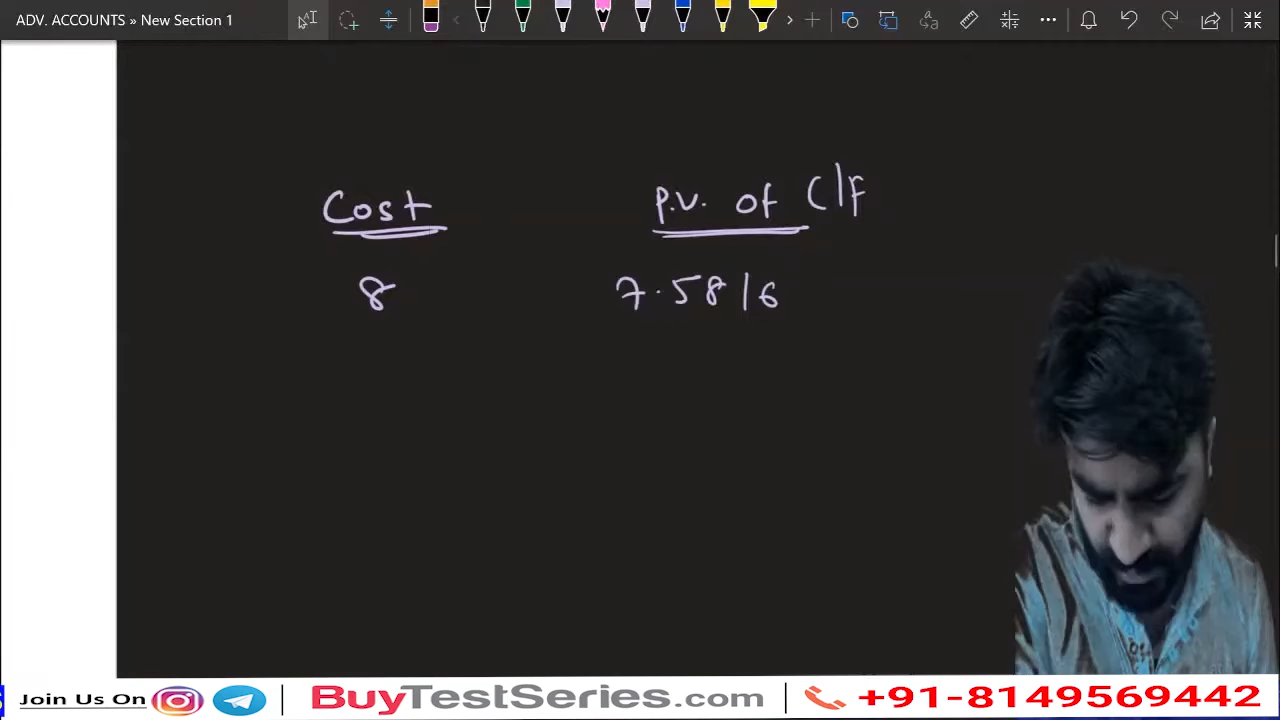 ADV. ACCOUNTS » New Section 1
Cost P.V. of C/F
8 7.5816
Join Us On BuyTestSeries.com +91-8149569442